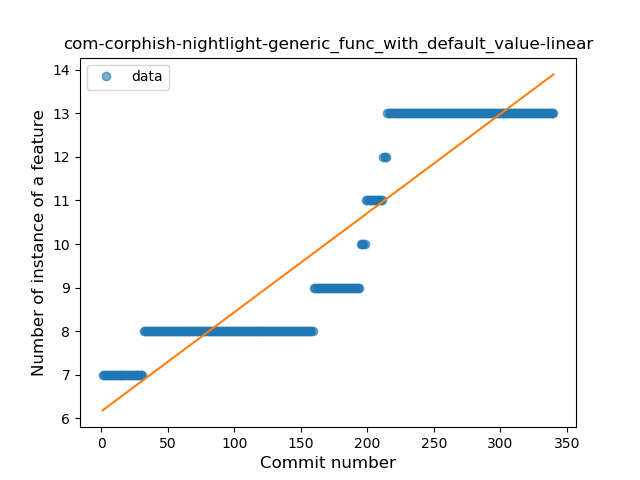 com-corphish-nightlight-generic_func_with_default_value-linear
data
Number of instance of a feature
14
13
12
11
10
9
8
7
6
0 50 100 150 200 250 300 350
Commit number